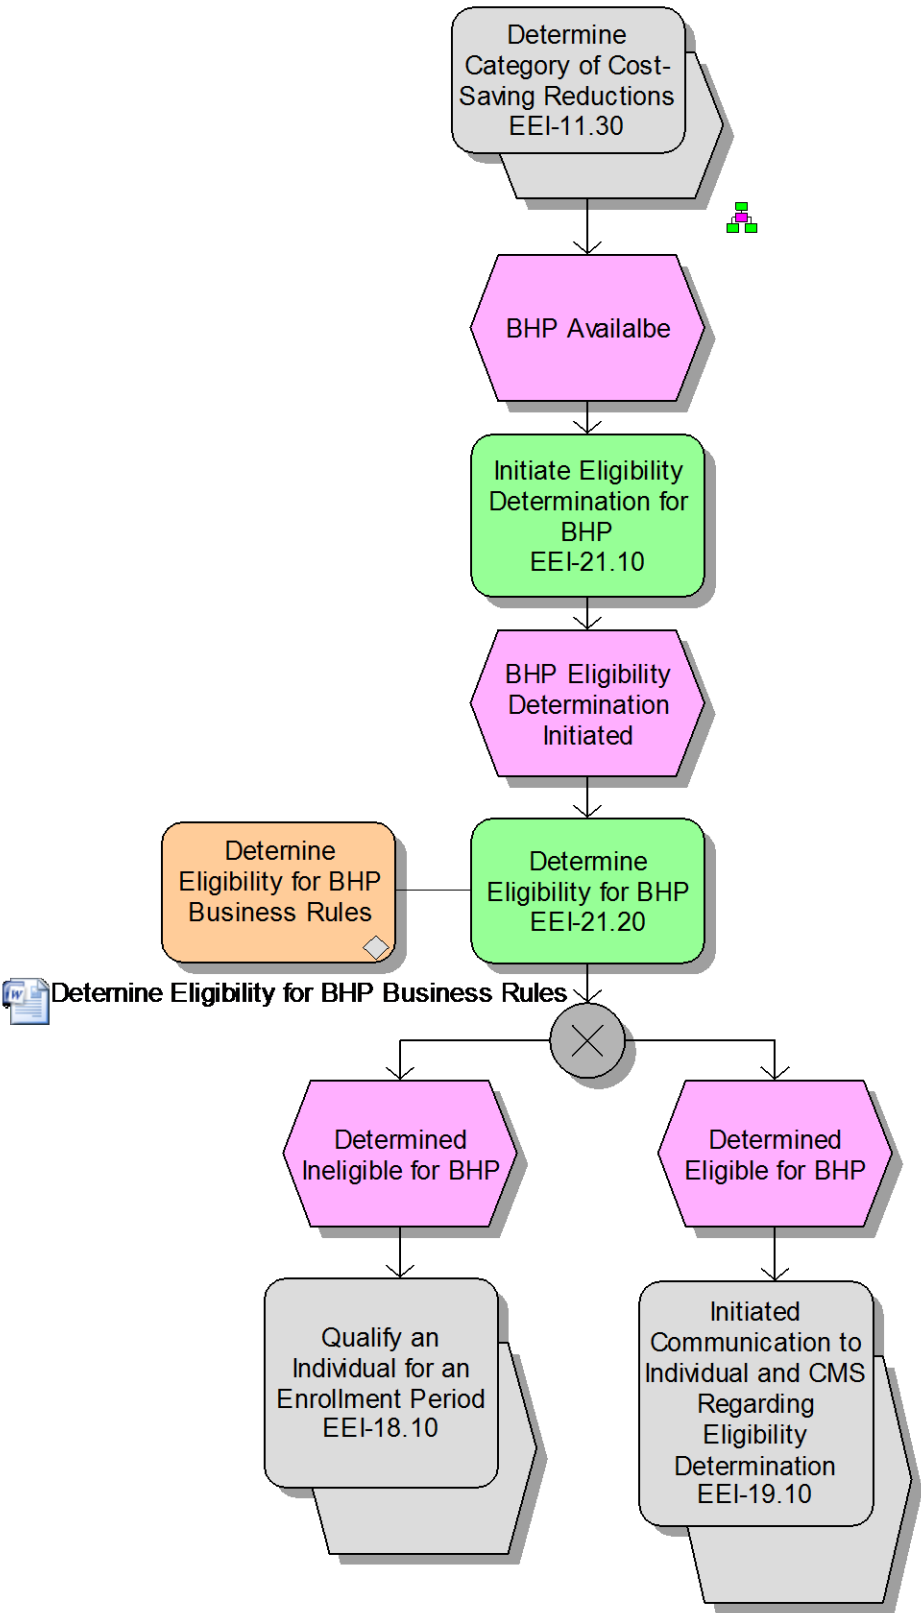 Determine
Category of Cost-
Saving Reductions
EEI-11.30
BHP Availalbe
Initiate Eligibility
Determination for
BHP
EEI-21.10
BHP Eligibility
Determination
Initiated
Deternine
Eligibility for BHP
Business Rules
Determine
Eligibility for BHP
EEI-21.20
Deternine Eligibility for BHP Business Rules
Determined
Ineligible for BHP
Determined
Eligible for BHP
Qualify an
Individual for an
Enrollment Period
EEI-18.10
Initiated
Communication to
Individual and CMS
Regarding
Eligibility
Determination
EEI-19.10